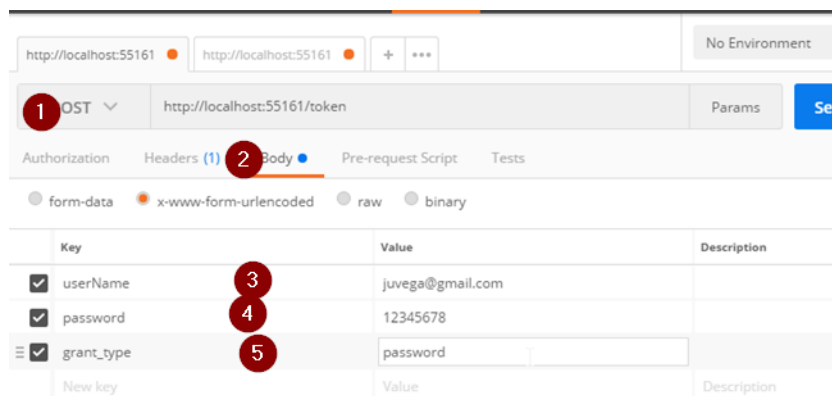 No Environment
http://localhost:55161 http://localhost:55161 + •••
1 OST http://localhost:55161/token Params Se
Authorization Headers (1) 2 Body Pre-request Script Tests
form-data x-www-form-urlencoded raw binary
Key Value Description
userName 3 juvega@gmail.com
password 4 12345678
grant_type 5 password
New key Value Description